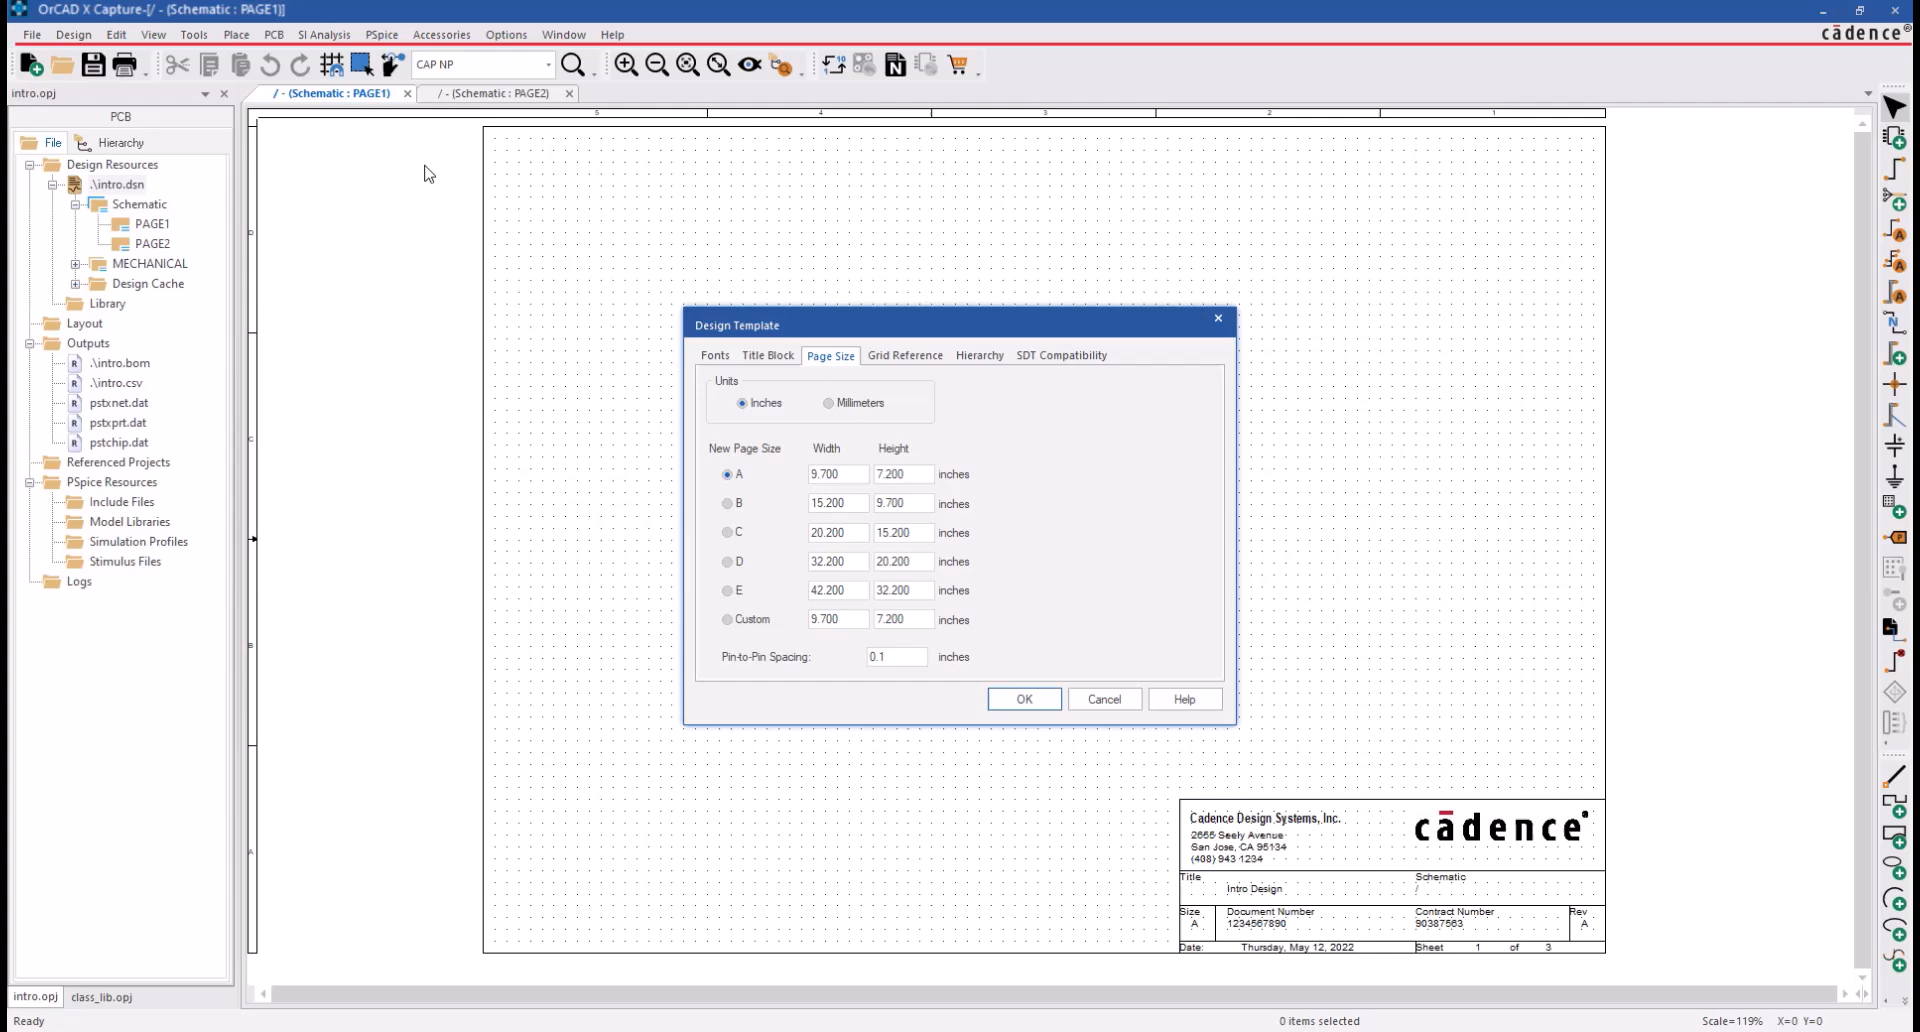 OrCAD X Capture-[/ - (Schematic : PAGE1)]
File Design Edit View Tools Place PCB SI Analysis PSpice Accessories Options Window Help
cādence®
CAP NP
intro.opj
/ - (Schematic : PAGE1)
/ - (Schematic : PAGE2)
PCB
File
Hierarchy
Design Resources
.\intro.dsn
Schematic
PAGE1
PAGE2
MECHANICAL
Design Cache
Library
Layout
Outputs
.\intro.bom
.\intro.csv
pstxnet.dat
pstxprt.dat
pstchip.dat
Referenced Projects
PSpice Resources
Include Files
Model Libraries
Simulation Profiles
Stimulus Files
Logs
intro.opj
class_lib.opj
5 4 3 2 1
D
C
B
A
Design Template
Fonts Title Block Page Size Grid Reference Hierarchy SDT Compatibility
Units
Inches Millimeters
New Page Size Width Height
A 9.700 7.200 inches
B 15.200 9.700 inches
C 20.200 15.200 inches
D 32.200 20.200 inches
E 42.200 32.200 inches
Custom 9.700 7.200 inches
Pin-to-Pin Spacing: 0.1 inches
OK Cancel Help
Cadence Design Systems, Inc.
2655 Seely Avenue
San Jose, CA 95134
(408) 943 1234
cādence®
Title
Intro Design
Schematic
/
Size
A
Document Number
1234567890
Contract Number
90387563
Rev
A
Date: Thursday, May 12, 2022
Sheet 1 of 3
Ready
0 items selected
Scale=119% X=0 Y=0